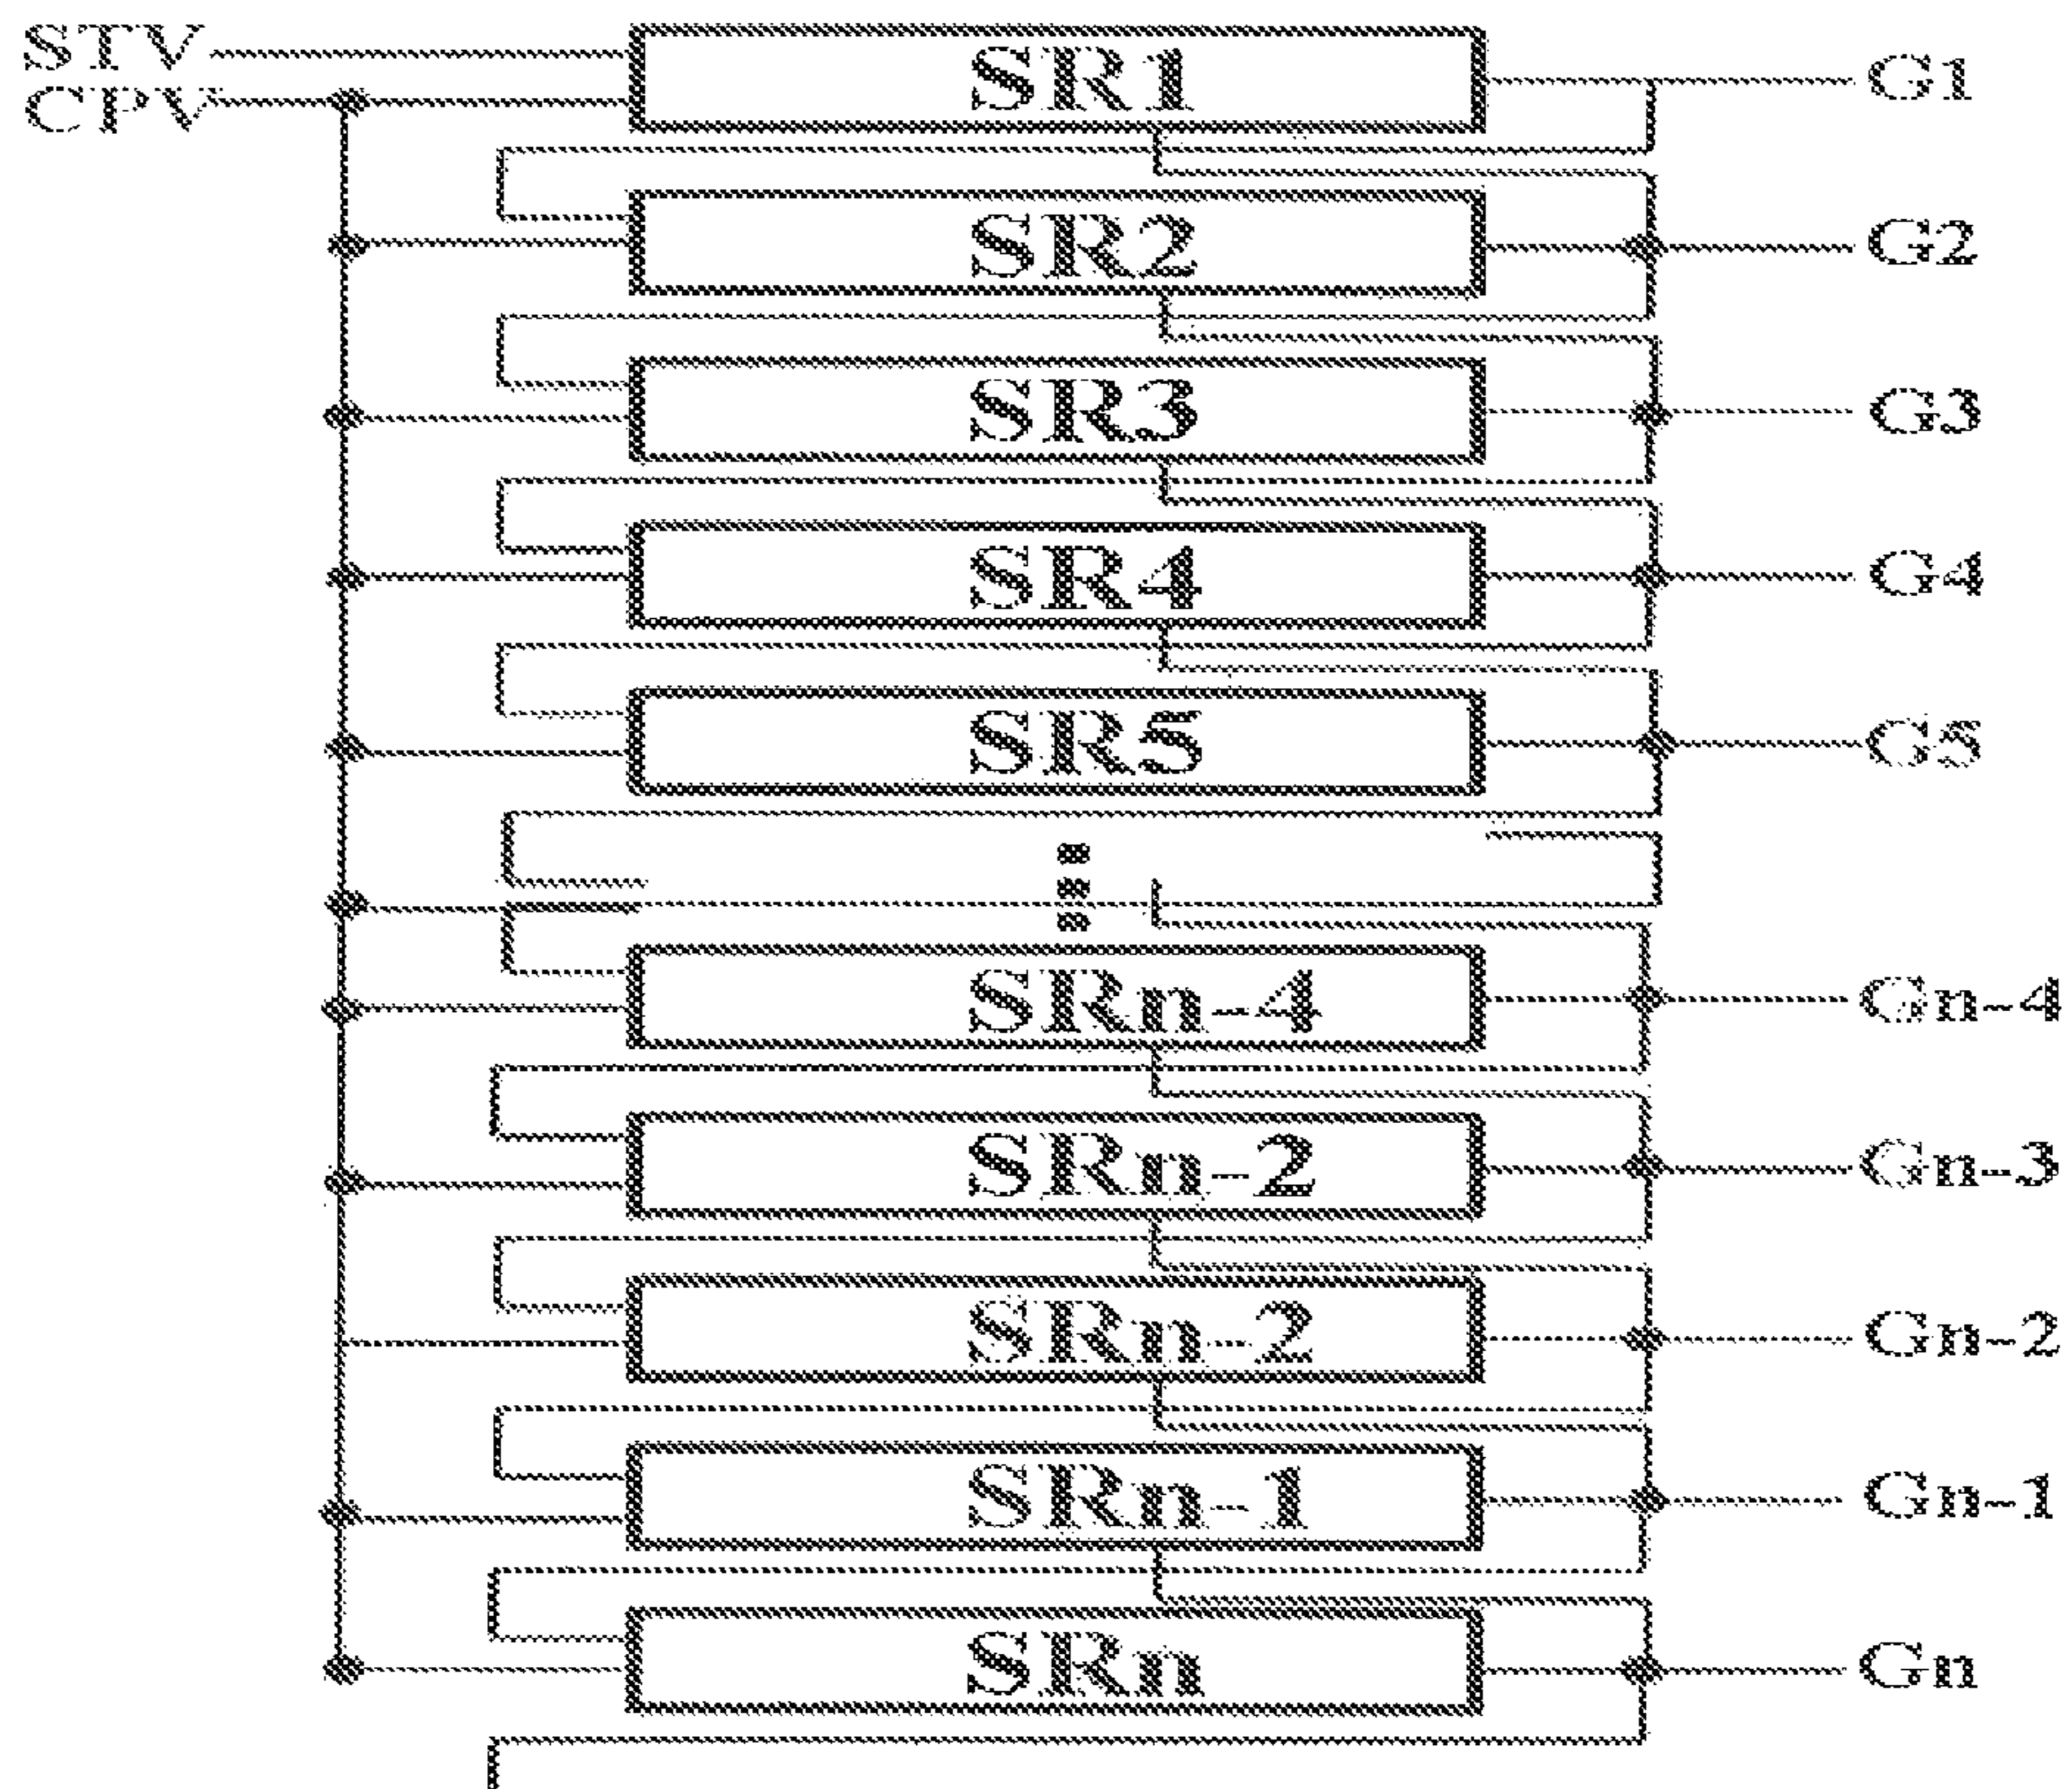 STV
CPV
SR1 G1
SR2 G2
SR3 G3
SR4 G4
SR5 G5
SRn-4 Gn-4
SRn-2 Gn-3
SRn-2 Gn-2
SRn-1 Gn-1
SRn Gn